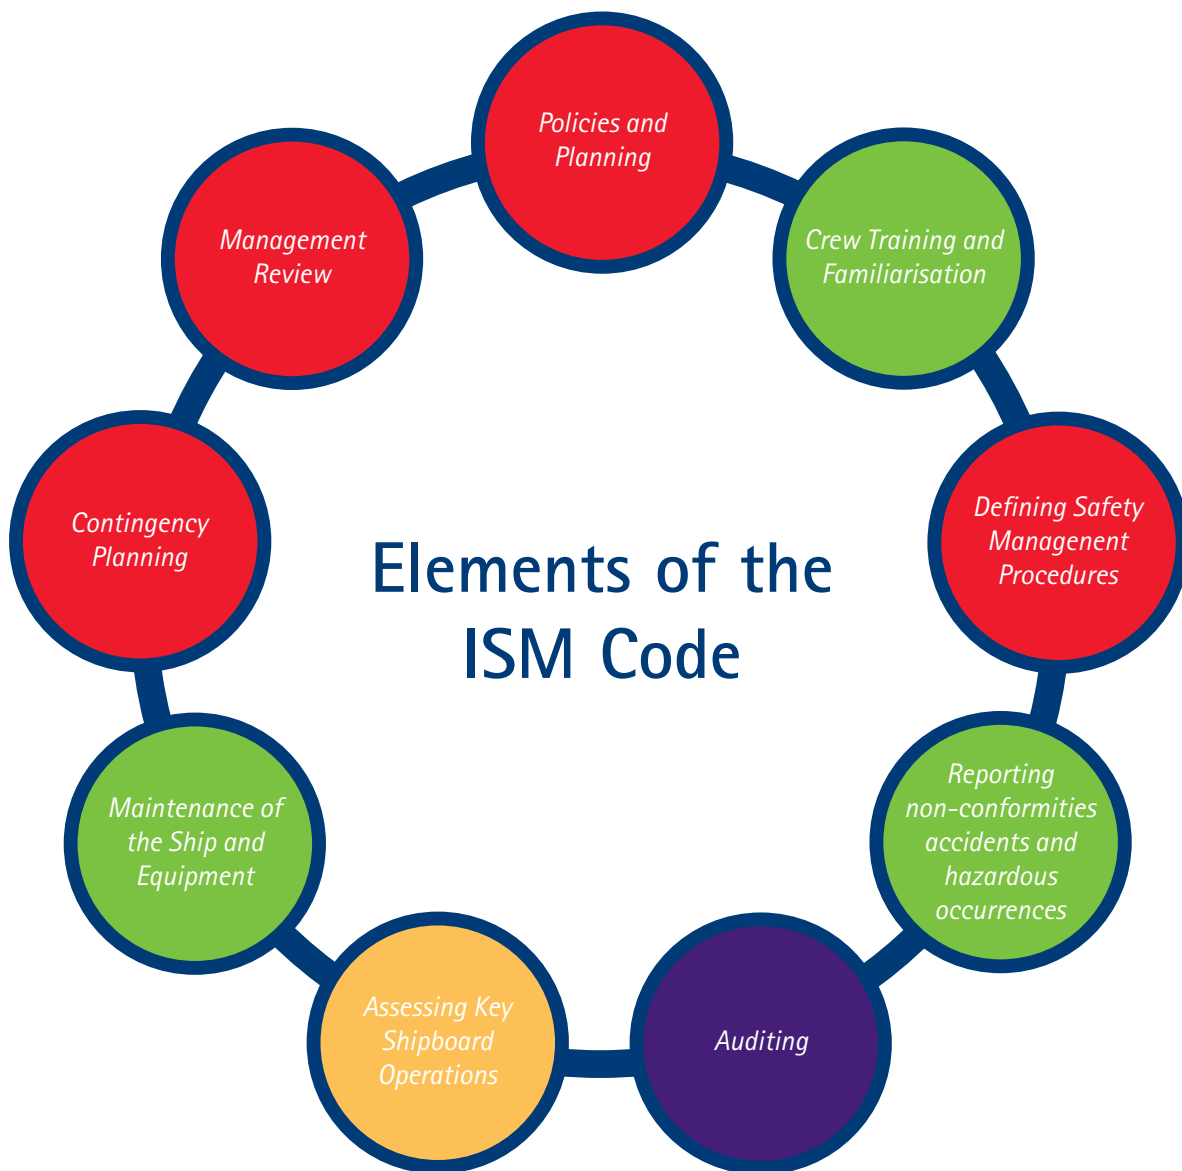 Policies and
Planning
Management
Review
Crew Training and
Familiarisation
Contingency
Planning
Defining Safety
Management
Procedures
Elements of the
ISM Code
Maintenance of
the Ship and
Equipment
Reporting
non-conformities
accidents and
hazardous
occurrences
Assessing Key
Shipboard
Operations
Auditing